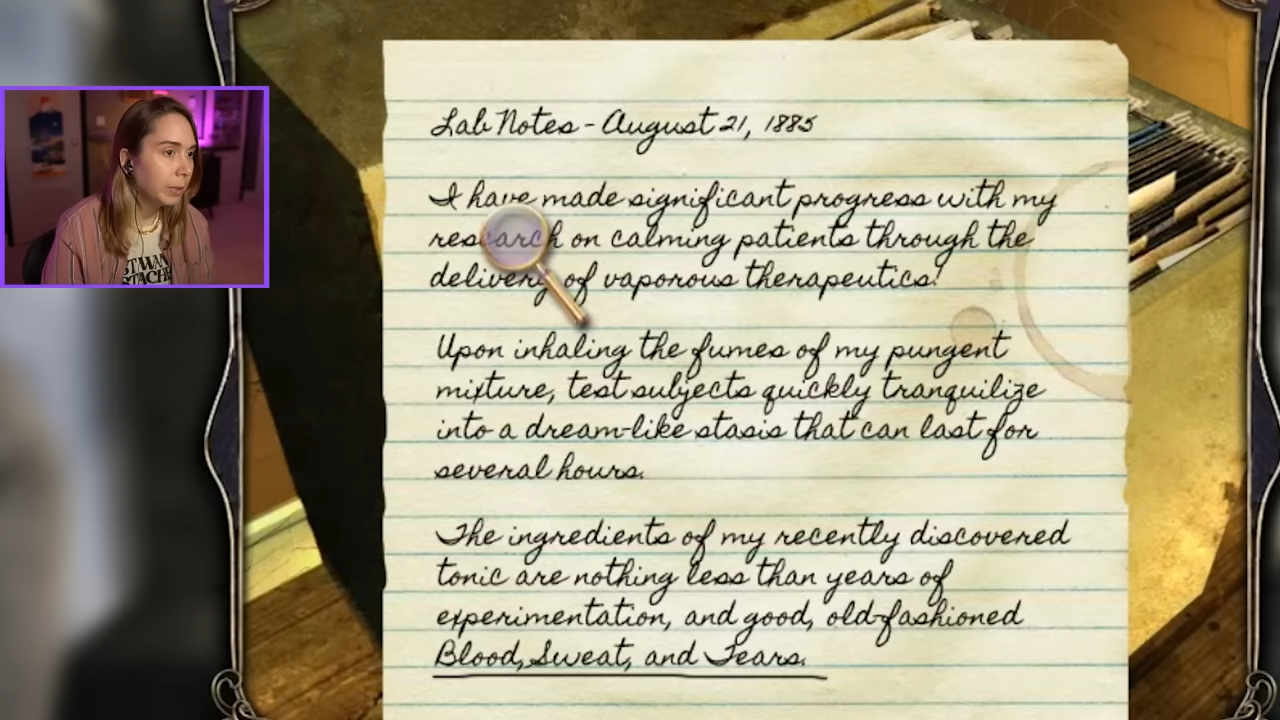 Lab Notes - August 21, 1885
I have made significant progress with my
research on calming patients through the
delivery of vaporous therapeutics!
Upon inhaling the fumes of my pungent
mixture, test subjects quickly tranquilize
into a dream-like stasis that can last for
several hours.
The ingredients of my recently discovered
tonic are nothing less than years of
experimentation, and good, old-fashioned
Blood, Sweat, and Tears.